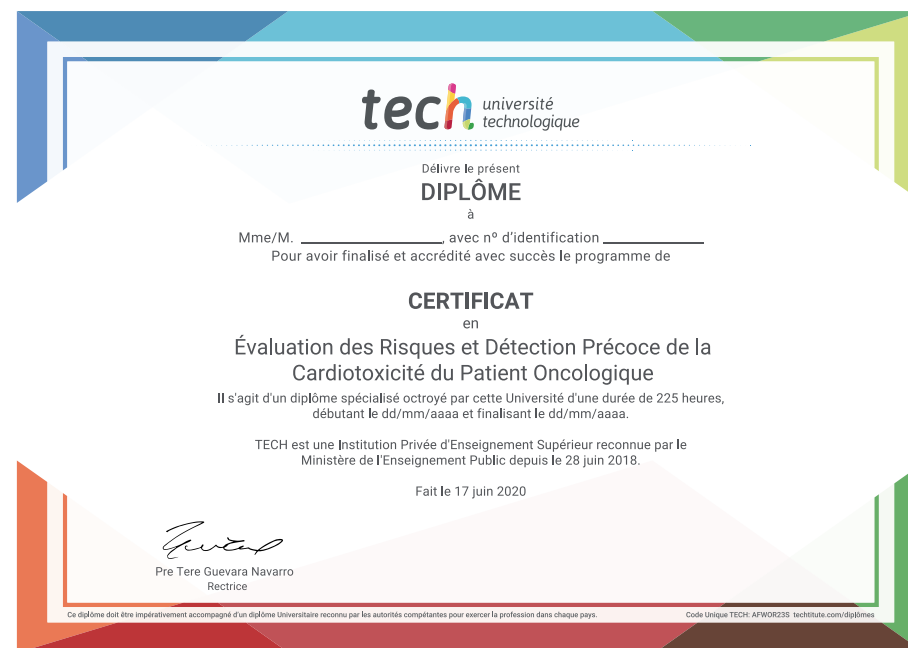 tech université
technologique
Délivre le présent
DIPLÔME
à
Mme/M. ____________________, avec nº d'identification ______________
Pour avoir finalisé et accrédité avec succès le programme de
CERTIFICAT
en
Évaluation des Risques et Détection Précoce de la
Cardiotoxicité du Patient Oncologique
Il s'agit d'un diplôme spécialisé octroyé par cette Université d'une durée de 225 heures,
débutant le dd/mm/aaaa et finalisant le dd/mm/aaaa.
TECH est une Institution Privée d'Enseignement Supérieur reconnue par le
Ministère de l'Enseignement Public depuis le 28 juin 2018.
Fait le 17 juin 2020
Pre Tere Guevara Navarro
Rectrice
Ce diplôme doit être impérativement accompagné d'un diplôme Universitaire reconnu par les autorités compétantes pour exercer la profession dans chaque pays.
Code Unique TECH: AFWOR23S techtitute.com/diplômes